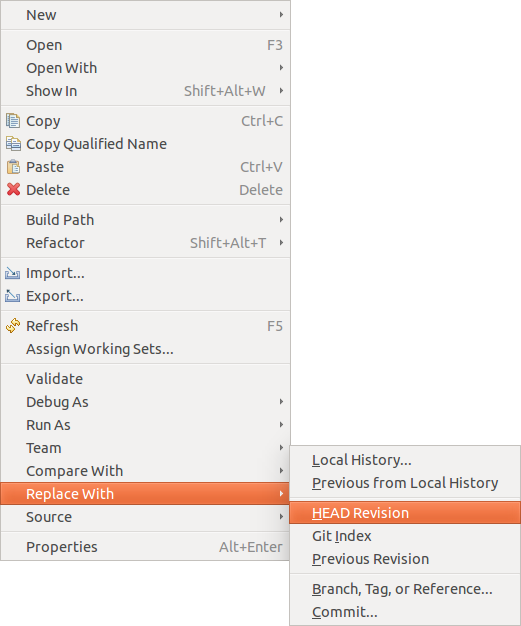 New
Open F3
Open With
Show In Shift+Alt+W
Copy Ctrl+C
Copy Qualified Name
Paste Ctrl+V
Delete Delete
Build Path
Refactor Shift+Alt+T
Import...
Export...
Refresh F5
Assign Working Sets...
Validate
Debug As
Run As
Team
Compare With
Replace With
Source
Properties Alt+Enter
Local History...
Previous from Local History
HEAD Revision
Git Index
Previous Revision
Branch, Tag, or Reference...
Commit...